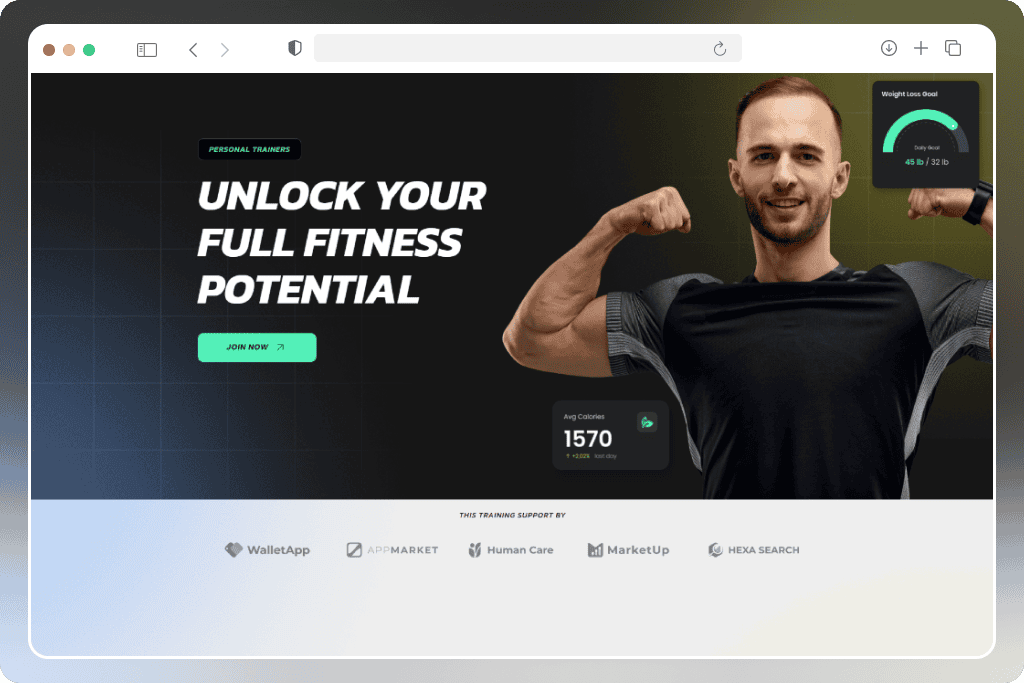 PERSONAL TRAINERS
UNLOCK YOUR
FULL FITNESS
POTENTIAL
JOIN NOW
Weight Loss Goal
Daily Goal
45 lb / 32 lb
Avg Calories
1570
+2.02% last day
THIS TRAINING SUPPORT BY
WalletApp
APPMARKET
Human Care
MarketUp
HEXA SEARCH